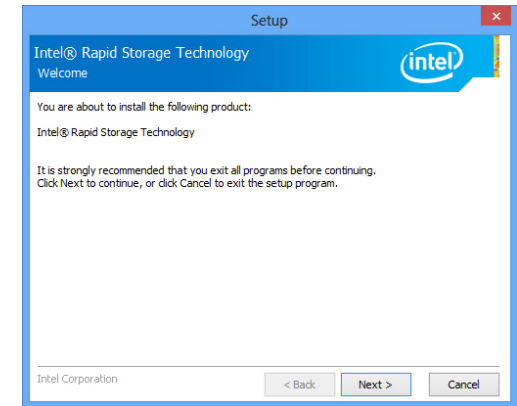 Setup
Intel® Rapid Storage Technology
Welcome
intel
You are about to install the following product:
Intel® Rapid Storage Technology
It is strongly recommended that you exit all programs before continuing.
Click Next to continue, or click Cancel to exit the setup program.
Intel Corporation
< Back
Next >
Cancel